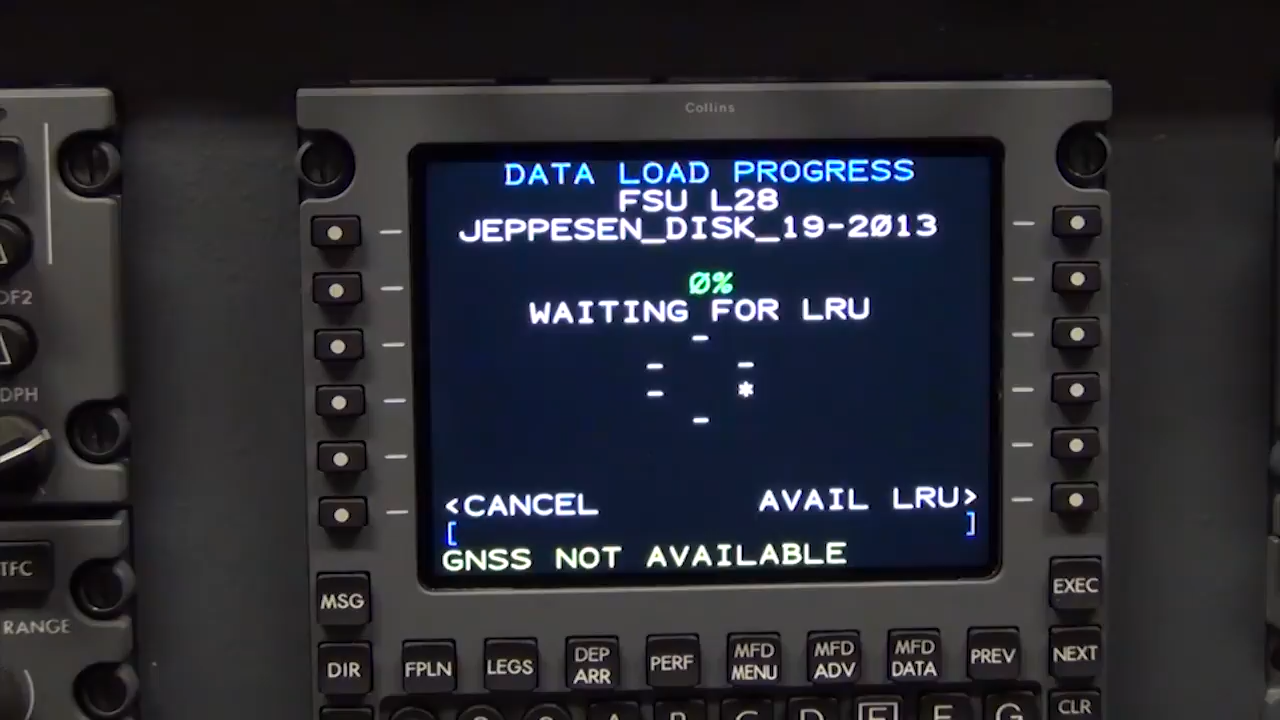 Collins
DATA LOAD PROGRESS
FSU L28
JEPPESEN_DISK_19-2013
0%
WAITING FOR LRU
<CANCEL AVAIL LRU>
[ ]
GNSS NOT AVAILABLE
A
DF2
DPH
TFC
RANGE
MSG
EXEC
DIR
FPLN
LEGS
DEP
ARR
PERF
MFD
MENU
MFD
ADV
MFD
DATA
PREV
NEXT
CLR